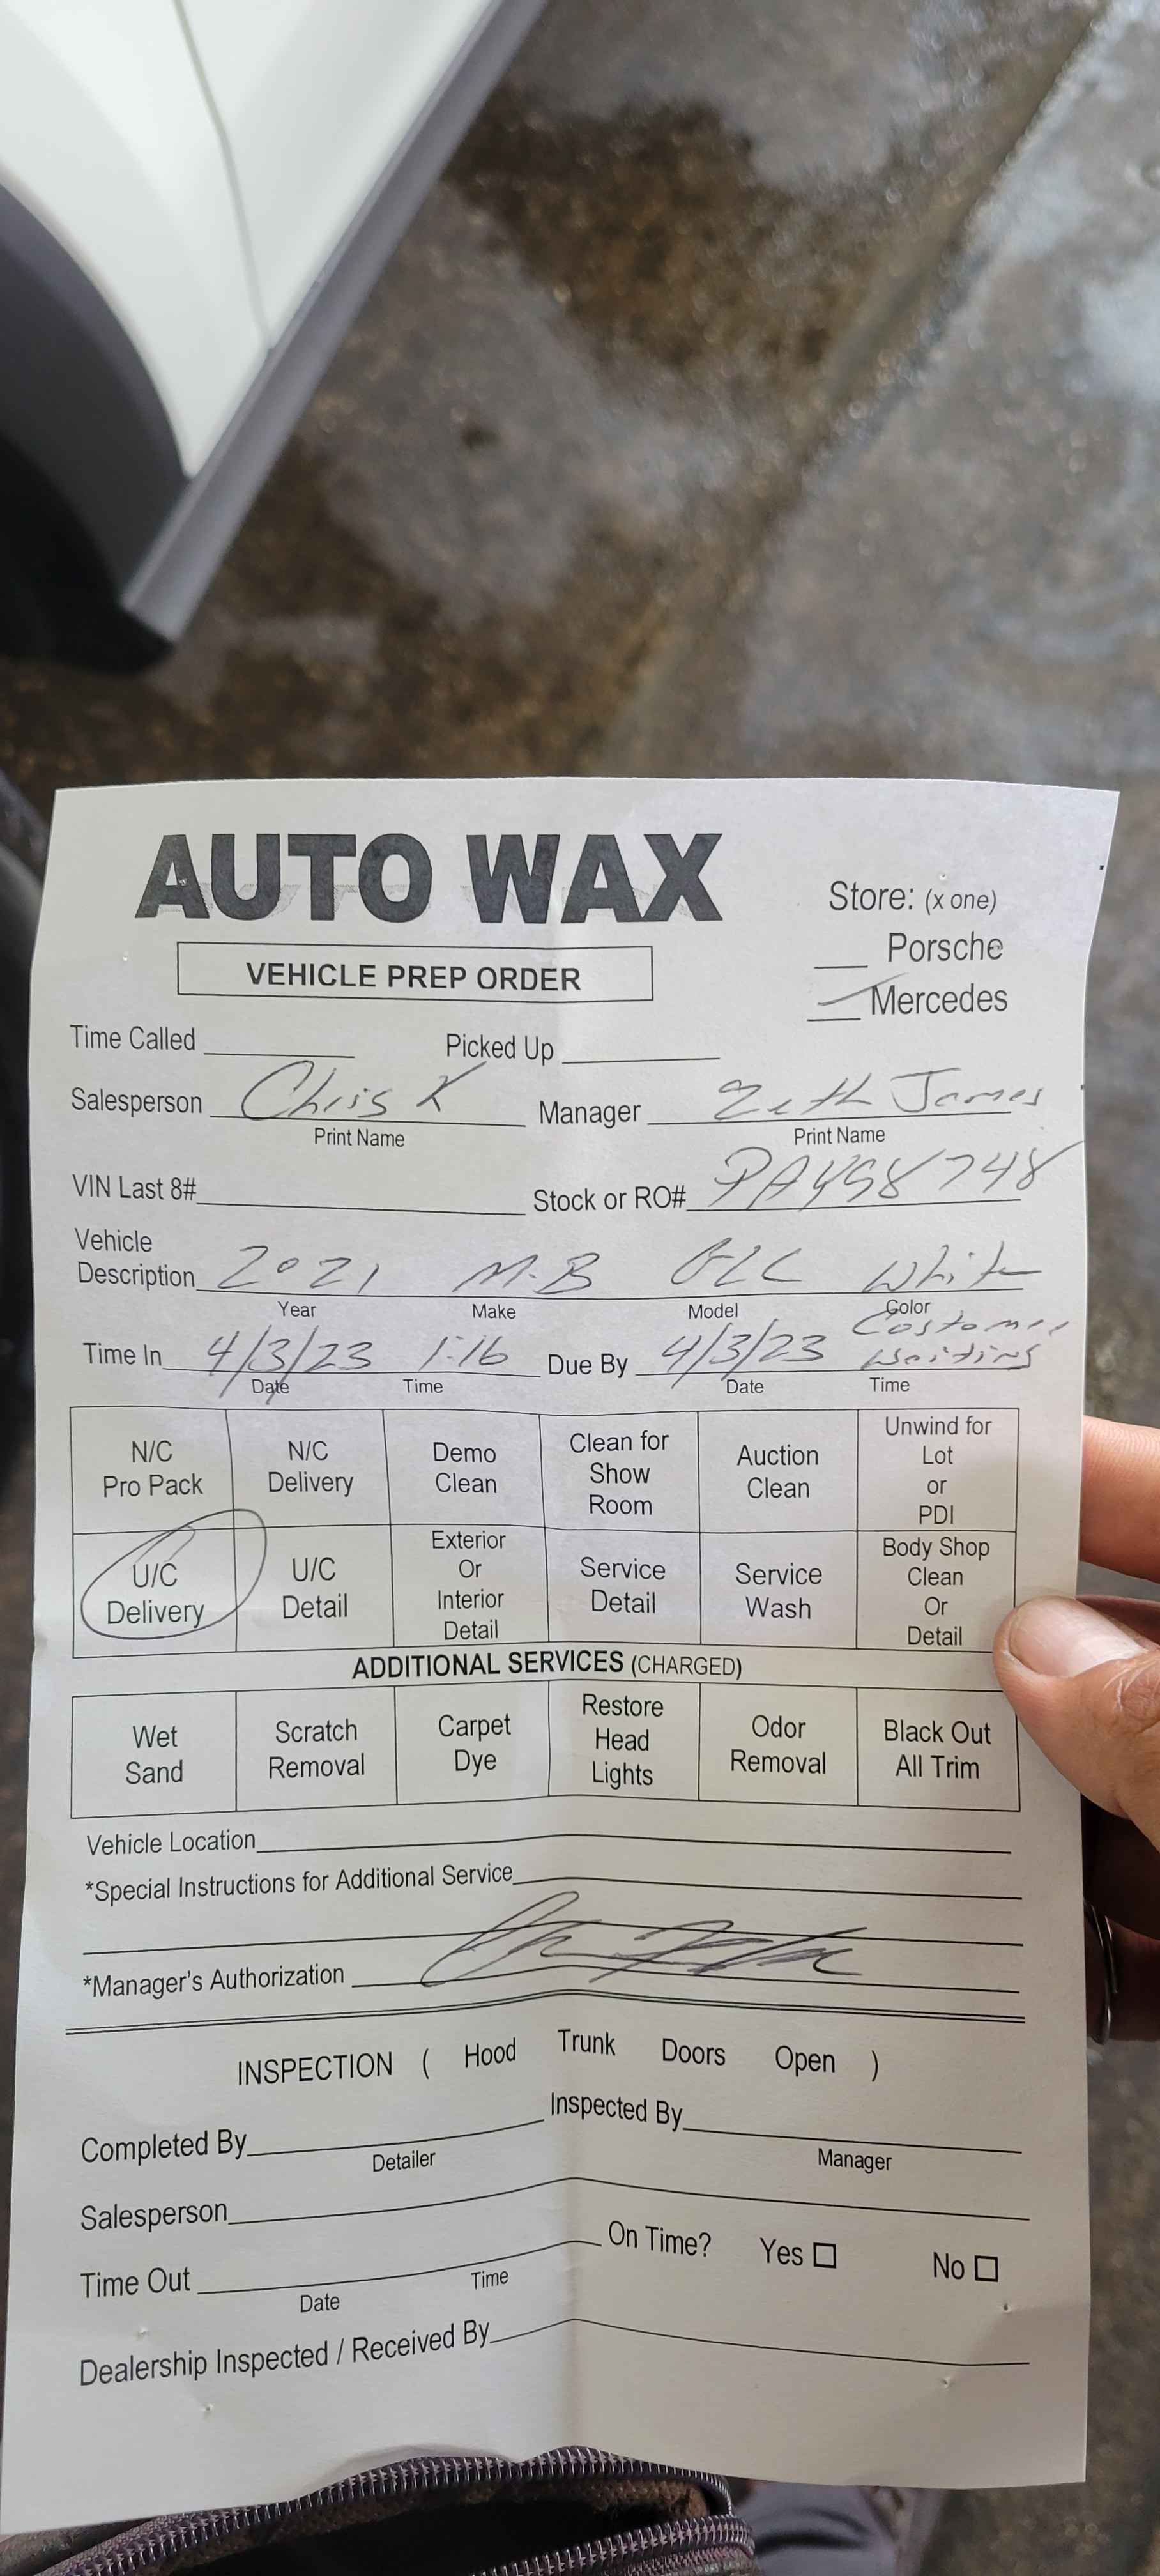 AUTO WAX
VEHICLE PREP ORDER
Store: (x one)
Porsche
Mercedes
Time Called Picked Up
Salesperson Chris K Manager James
Print Name Print Name
VIN Last 8# Stock or RO#
Vehicle
Description 2021 M.B GLC White
Year Make Model Color
Time In 4/3/23 1:16 Due By 4/3/23 Costomer Waiting
Date Time Date Time
N/C Pro Pack N/C Delivery Demo Clean Clean for Show Room Auction Clean Unwind for Lot or PDI
U/C Delivery U/C Detail Exterior Or Interior Detail Service Detail Service Wash Body Shop Clean Or Detail
ADDITIONAL SERVICES (CHARGED)
Wet Sand Scratch Removal Carpet Dye Restore Head Lights Odor Removal Black Out All Trim
Vehicle Location
*Special Instructions for Additional Service
*Manager's Authorization
INSPECTION ( Hood Trunk Doors Open )
Completed By Inspected By
Detailer Manager
Salesperson
On Time? Yes No
Time Out
Date Time
Dealership Inspected / Received By